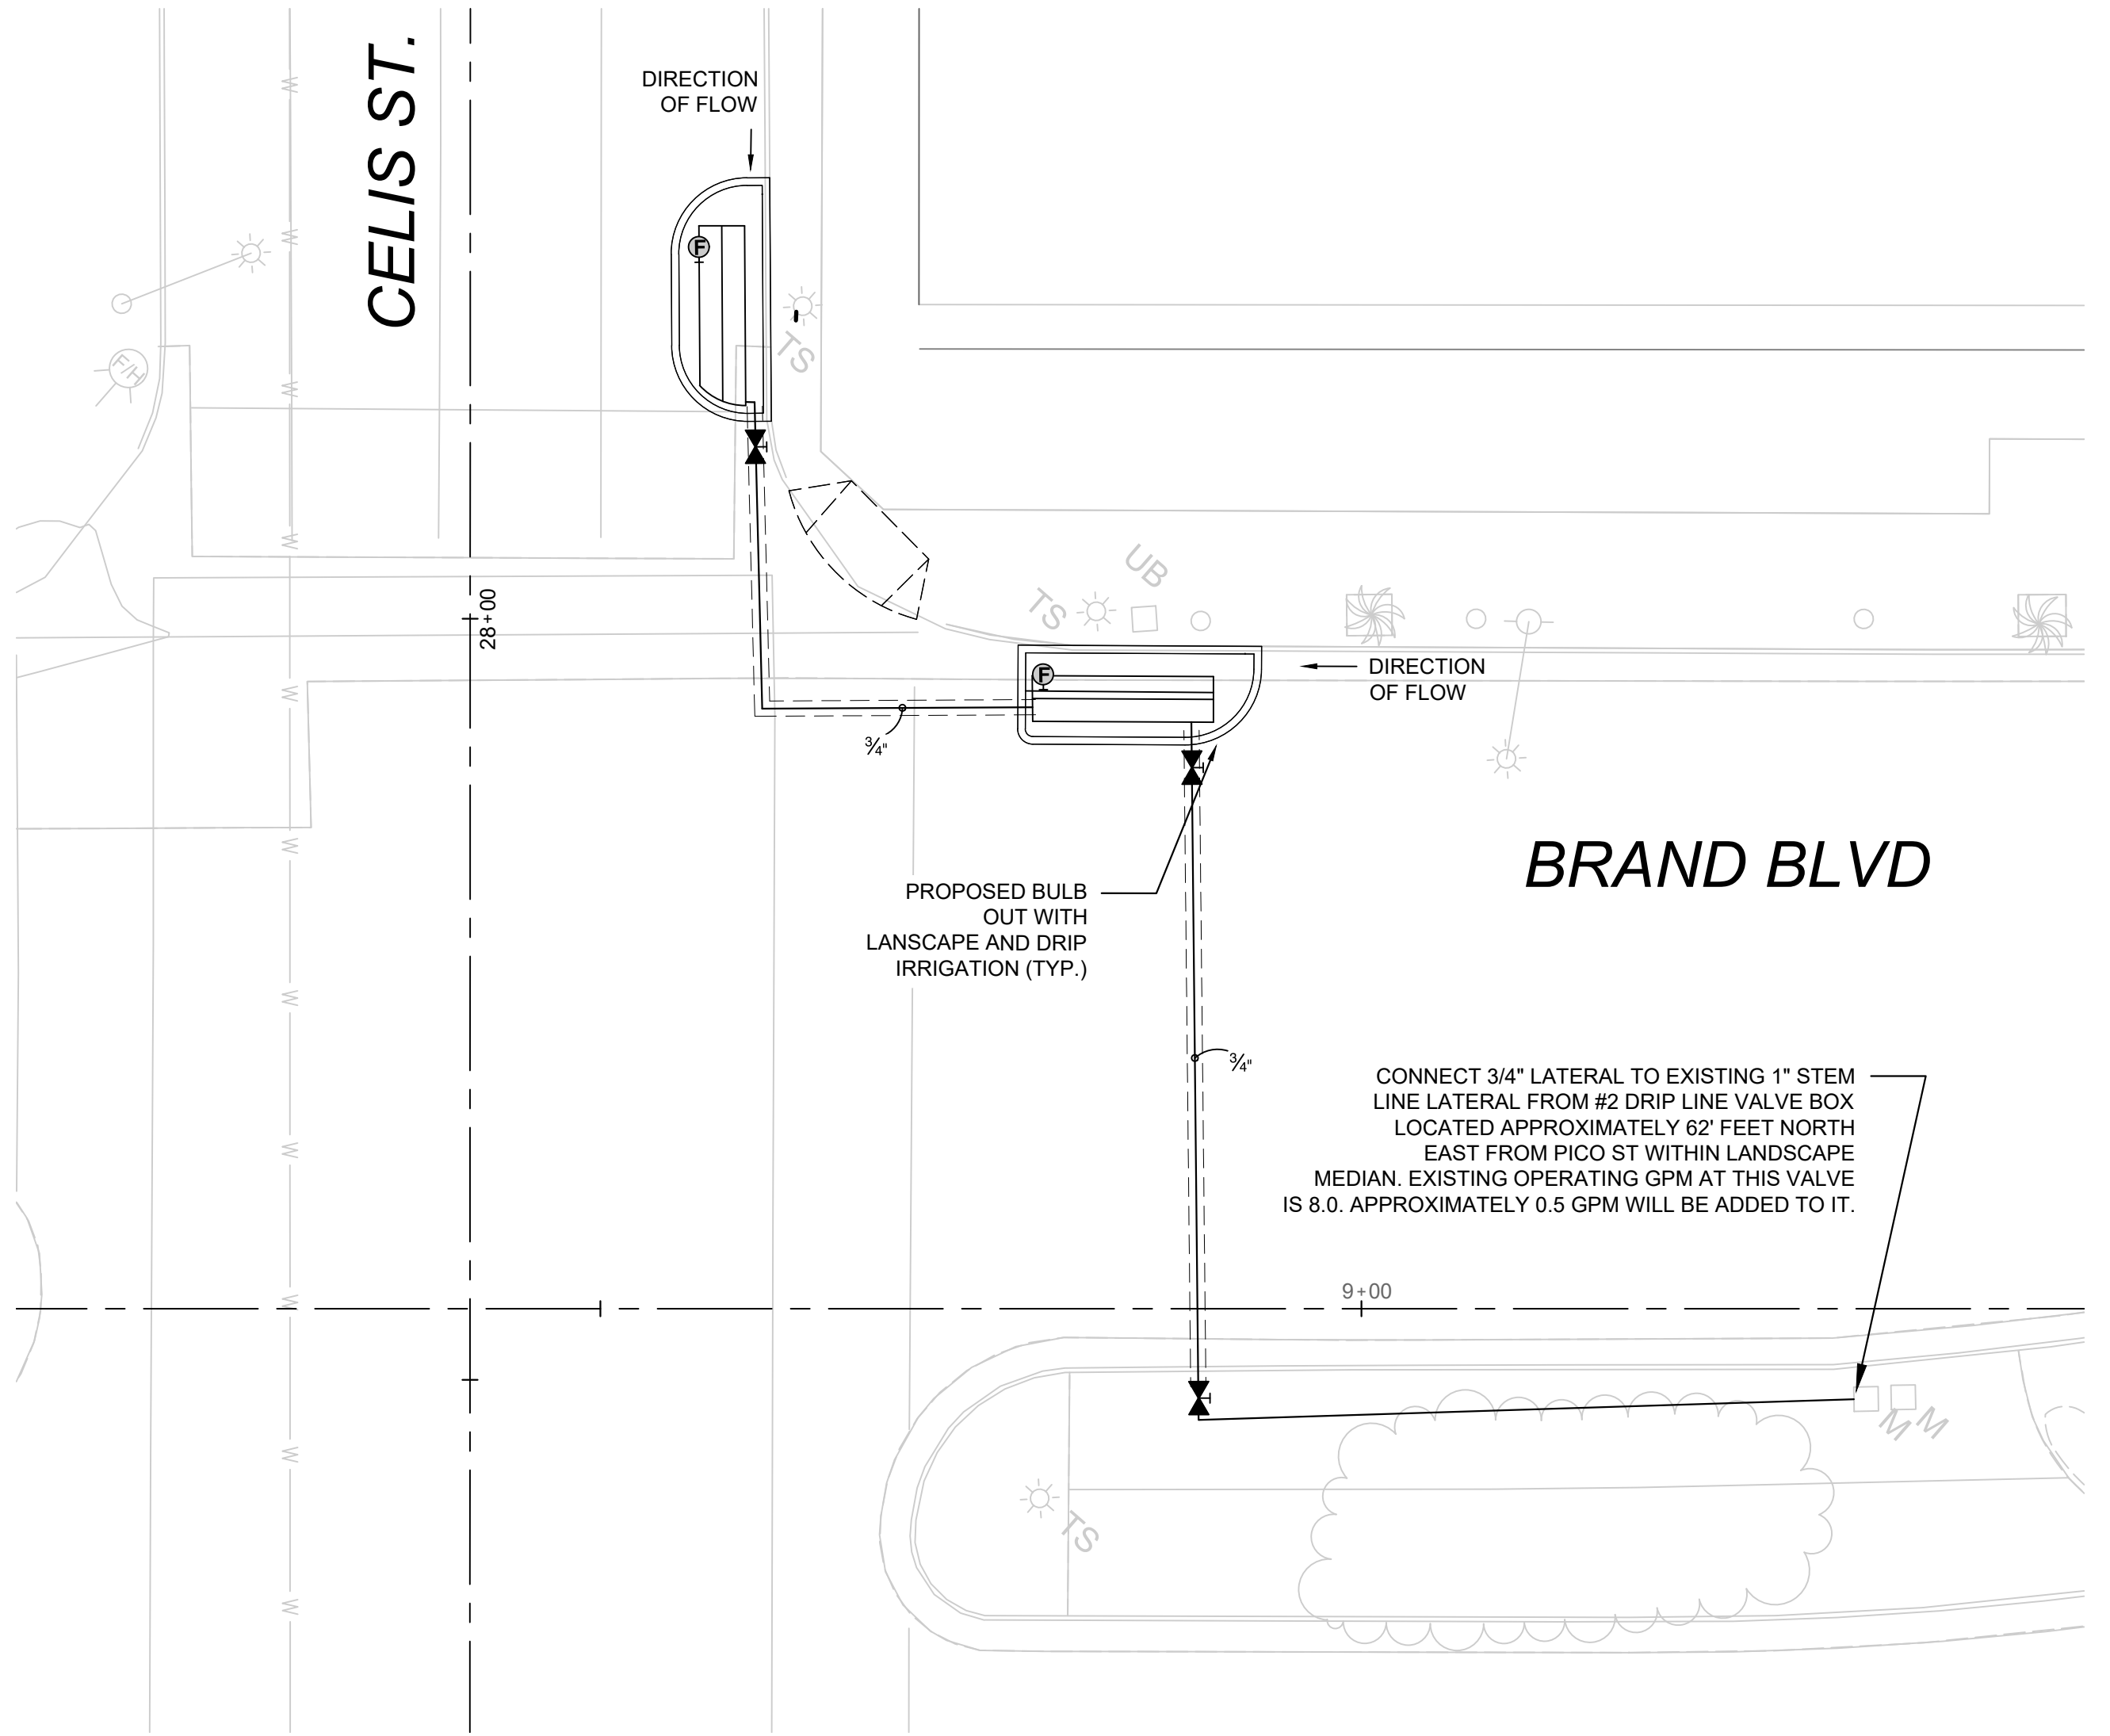 CELIS ST.
DIRECTION
OF FLOW
F
TS
F/H
28+00
UB
TS
F
DIRECTION
OF FLOW
3/4"
BRAND BLVD
PROPOSED BULB
OUT WITH
LANSCAPE AND DRIP
IRRIGATION (TYP.)
3/4"
CONNECT 3/4" LATERAL TO EXISTING 1" STEM
LINE LATERAL FROM #2 DRIP LINE VALVE BOX
LOCATED APPROXIMATELY 62' FEET NORTH
EAST FROM PICO ST WITHIN LANDSCAPE
MEDIAN. EXISTING OPERATING GPM AT THIS VALVE
IS 8.0. APPROXIMATELY 0.5 GPM WILL BE ADDED TO IT.
9+00
M
M
TS
W
W
W
W
W
W
W
W
W
W
W